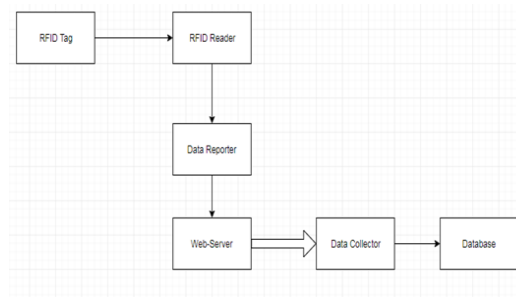 RFID Tag
RFID Reader
Data Reporter
Web-Server
Data Collector
Database